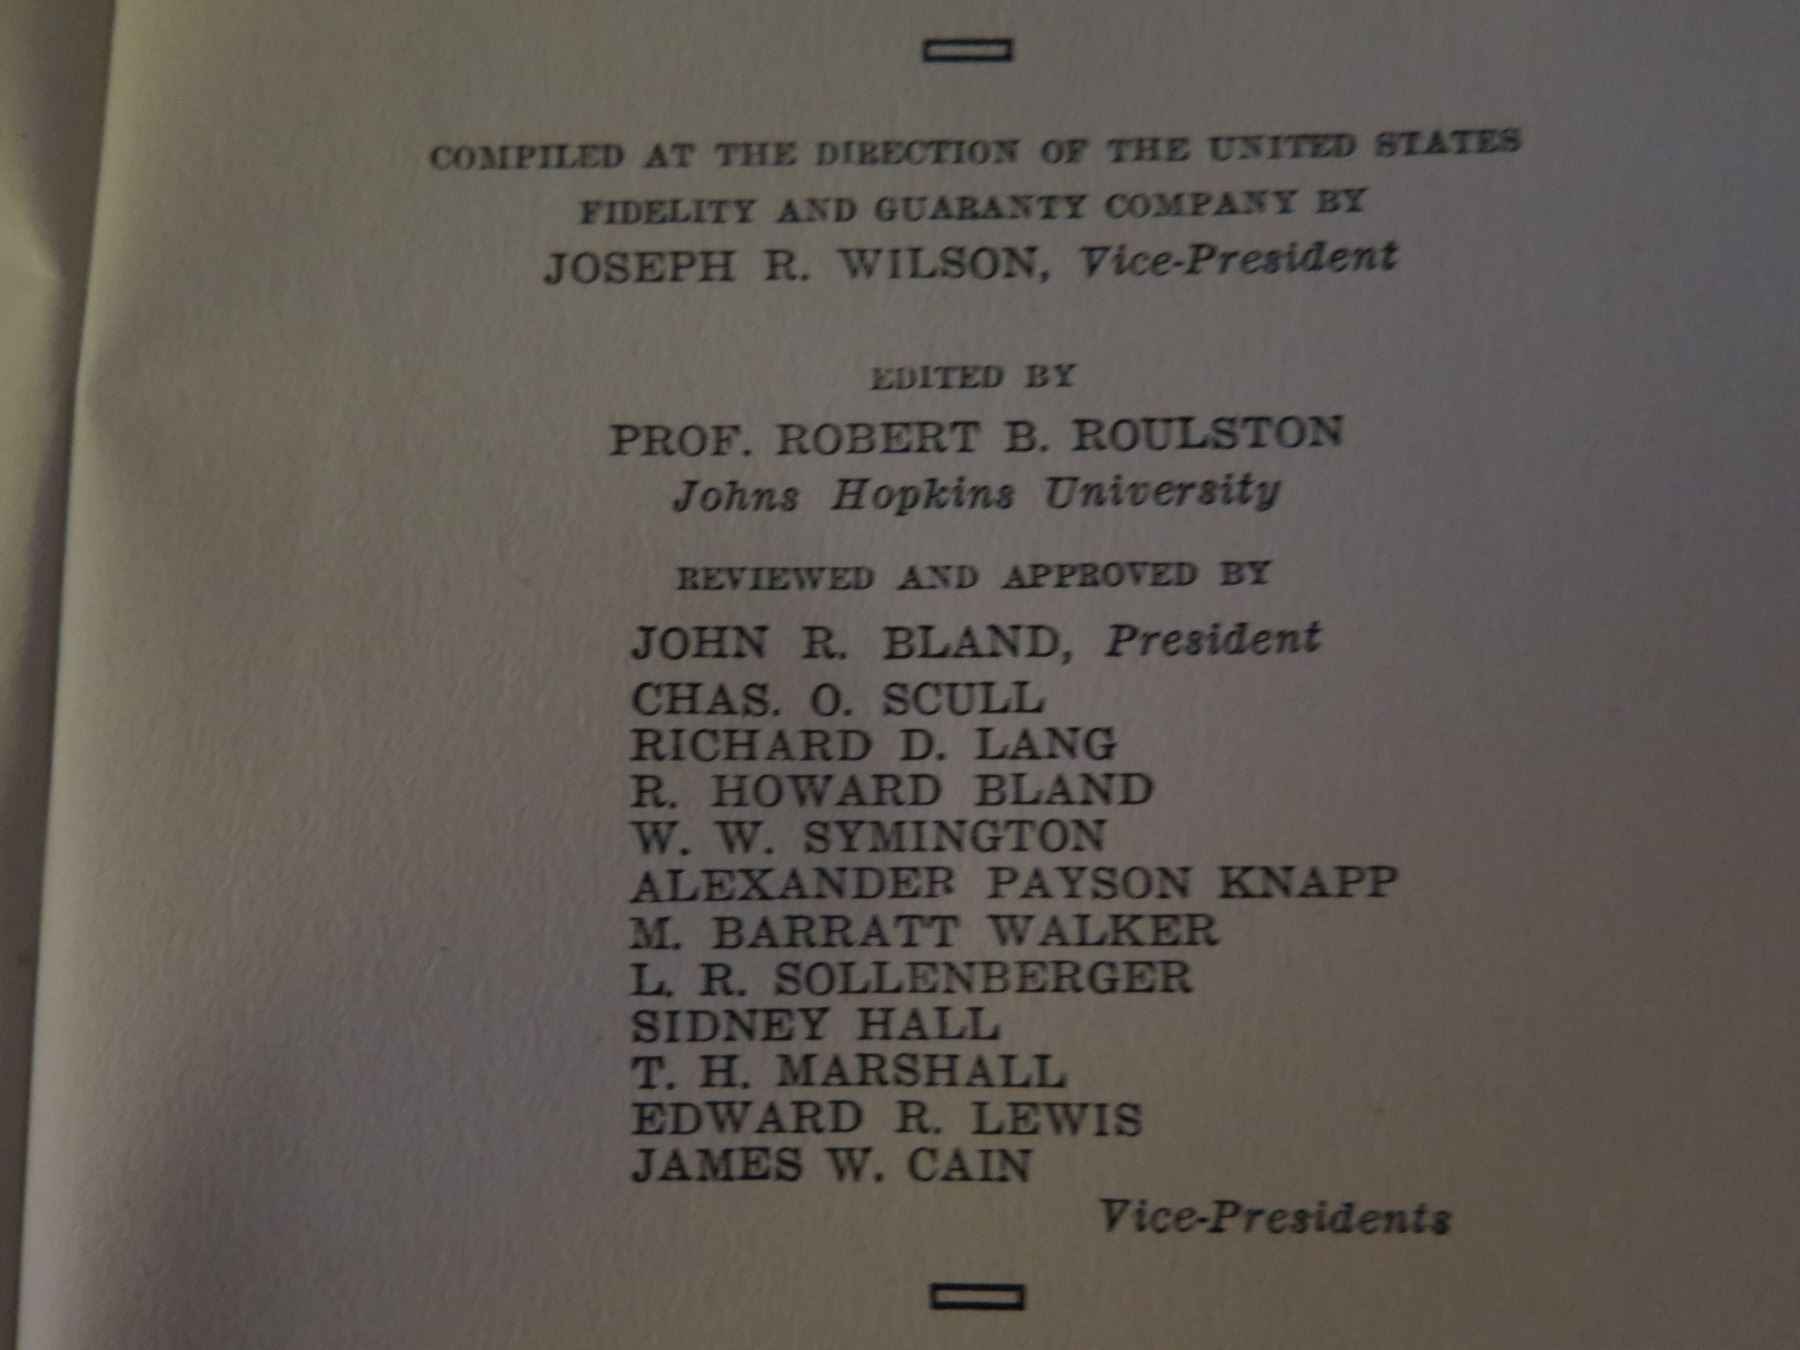 COMPILED AT THE DIRECTION OF THE UNITED STATES
FIDELITY AND GUARANTY COMPANY BY
JOSEPH R. WILSON, Vice-President
EDITED BY
PROF. ROBERT B. ROULSTON
Johns Hopkins University
REVIEWED AND APPROVED BY
JOHN R. BLAND, President
CHAS. O. SCULL
RICHARD D. LANG
R. HOWARD BLAND
W. W. SYMINGTON
ALEXANDER PAYSON KNAPP
M. BARRATT WALKER
L. R. SOLLENBERGER
SIDNEY HALL
T. H. MARSHALL
EDWARD R. LEWIS
JAMES W. CAIN
Vice-Presidents